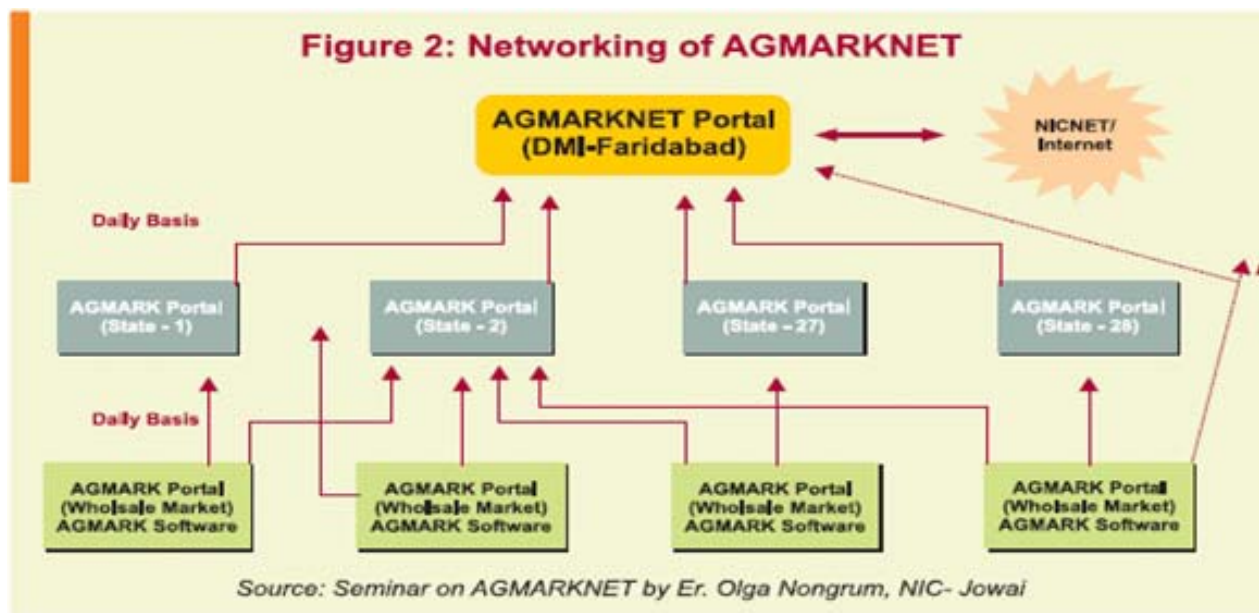 Figure 2: Networking of AGMARKNET
AGMARKNET Portal
(DMI-Faridabad)
NICNET/
Internet
Daily Basis
AGMARK Portal
(State - 1)
AGMARK Portal
(State - 2)
AGMARK Portal
(State - 27)
AGMARK Portal
(State - 28)
Daily Basis
AGMARK Portal
(Wholsale Market)
AGMARK Software
AGMARK Portal
(Wholsale Market)
AGMARK Software
AGMARK Portal
(Wholsale Market)
AGMARK Software
AGMARK Portal
(Wholsale Market)
AGMARK Software
Source: Seminar on AGMARKNET by Er. Olga Nongrum, NIC- Jowai